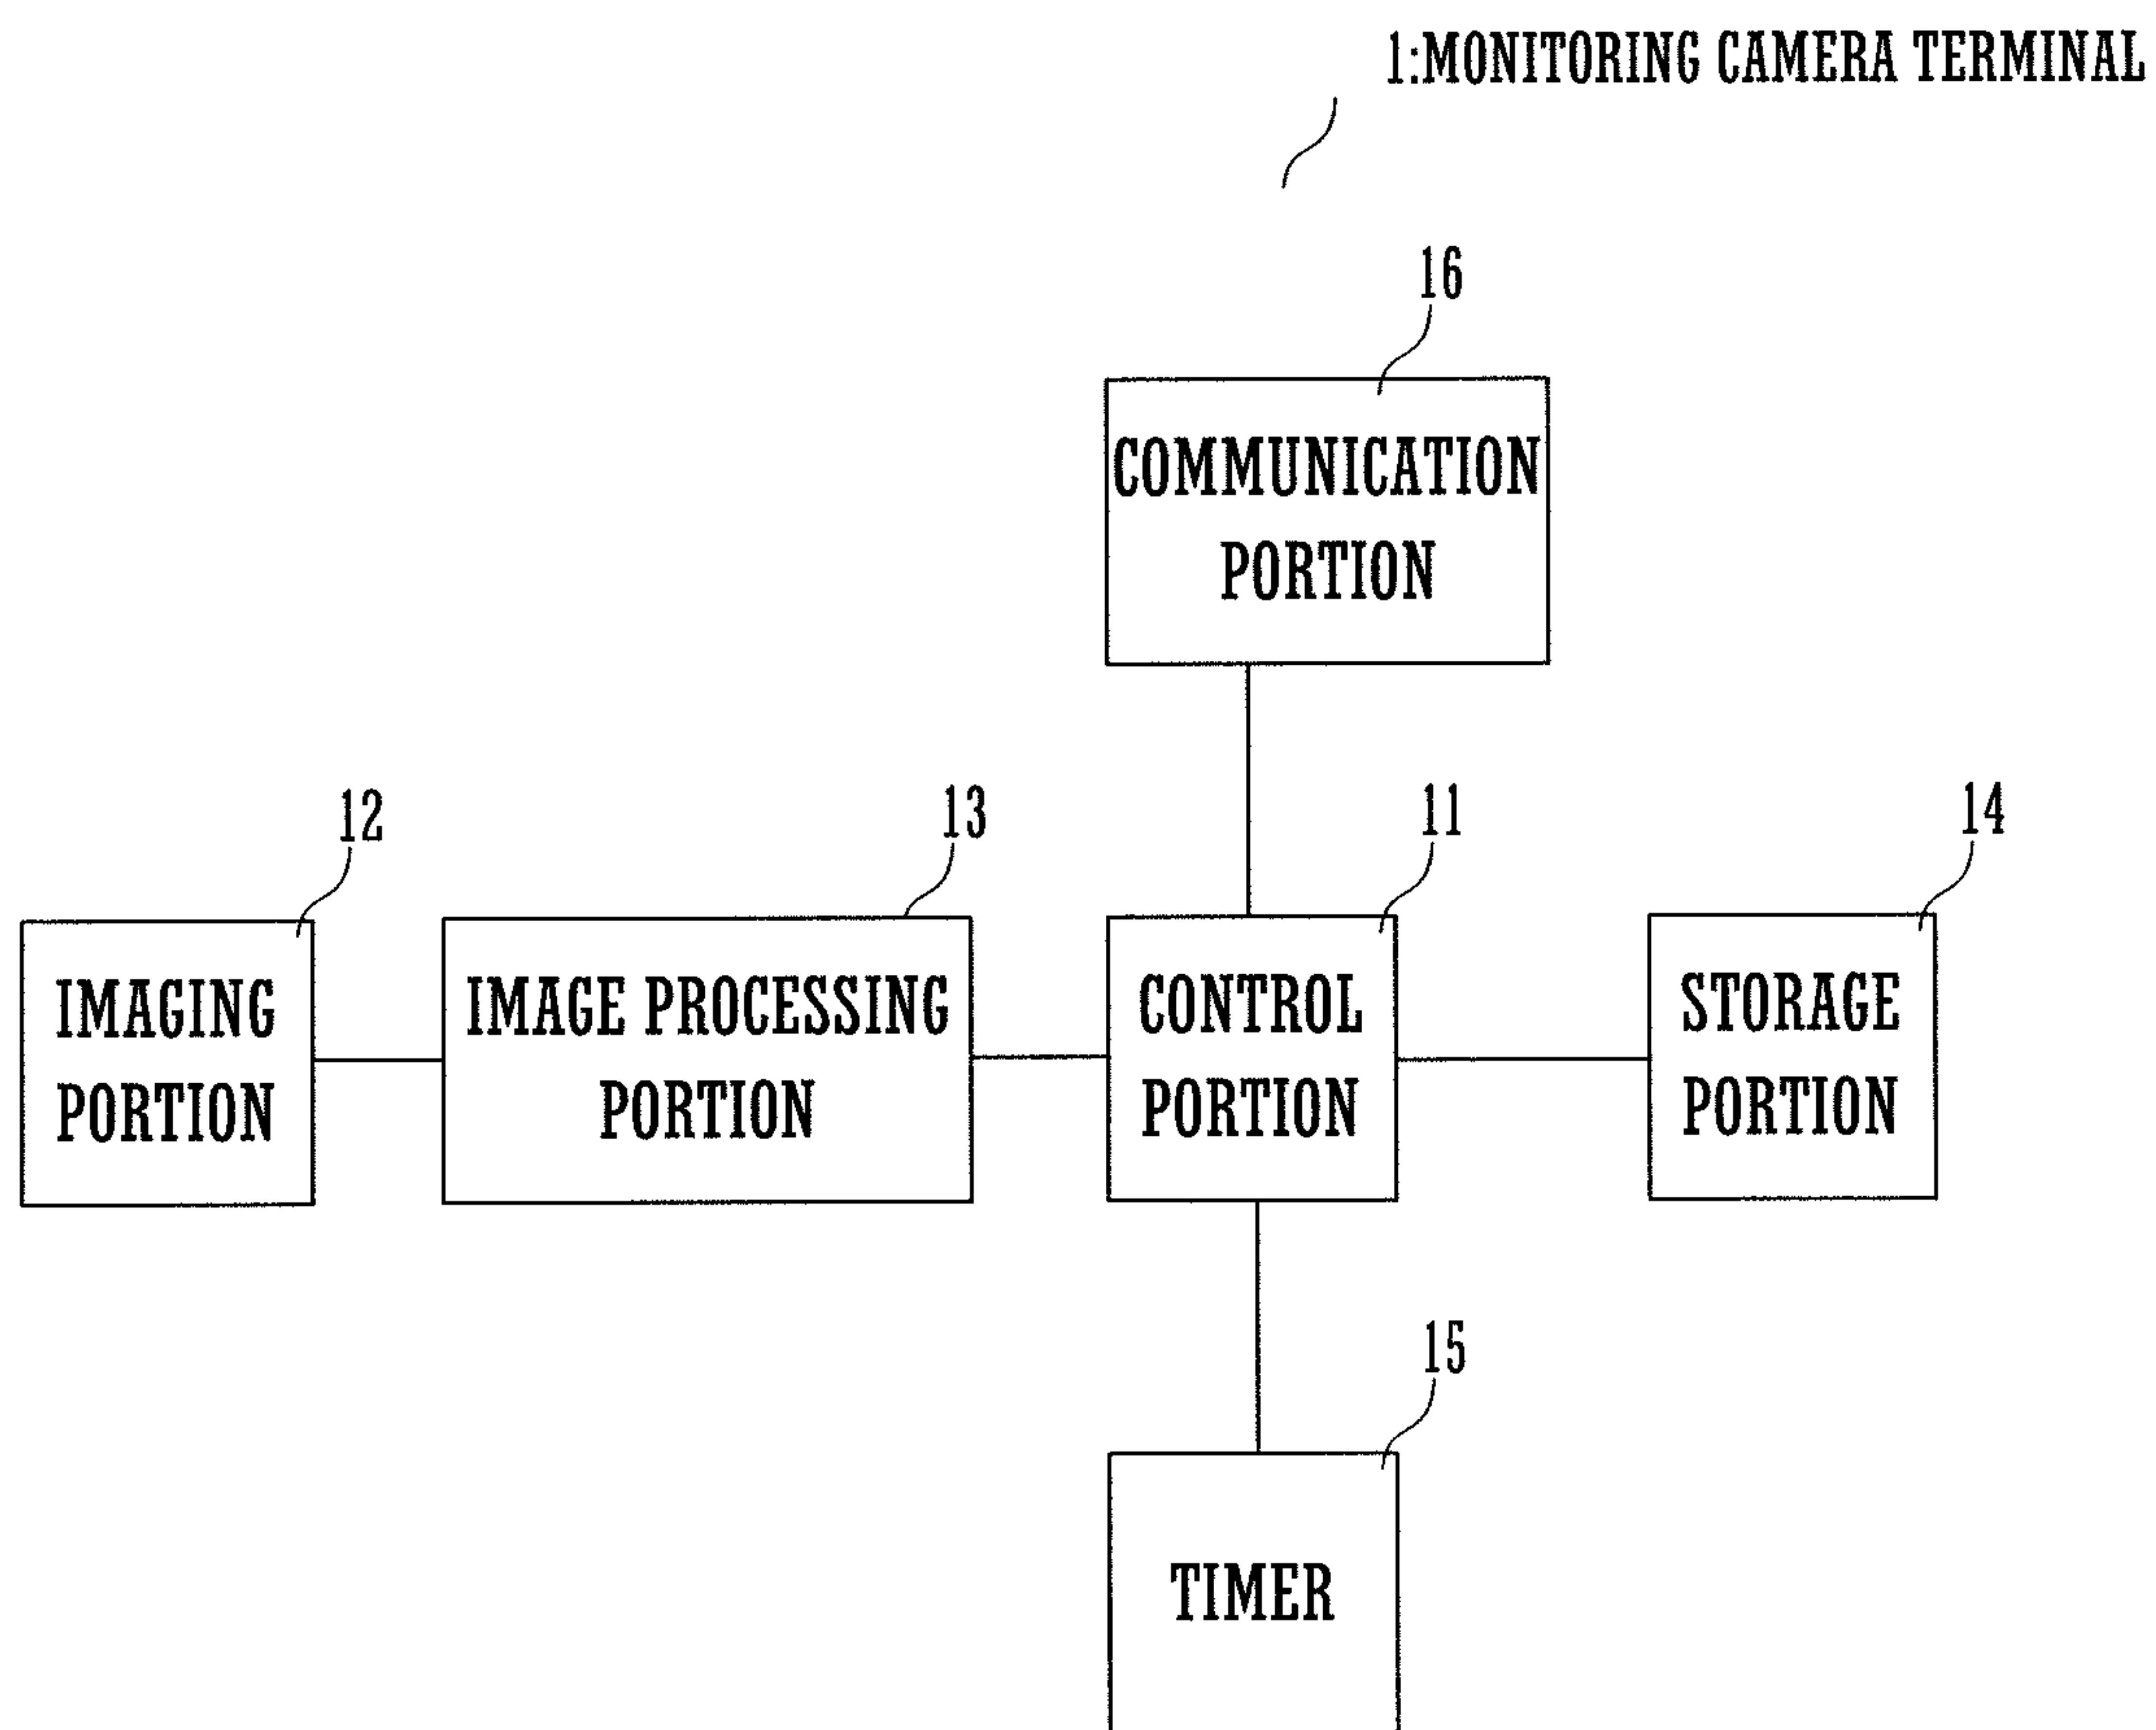 1:MONITORING CAMERA TERMINAL
16
COMMUNICATION
PORTION
12
13
11
14
IMAGING
PORTION
IMAGE PROCESSING
PORTION
CONTROL
PORTION
STORAGE
PORTION
15
TIMER